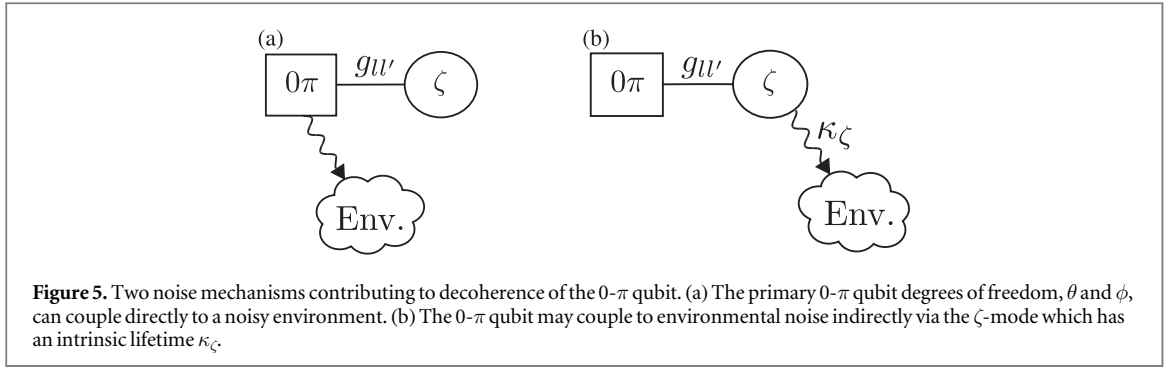 (a)
0π
g_{ll'}
ζ
Env.
(b)
0π
g_{ll'}
ζ
κ_ζ
Env.
Figure 5. Two noise mechanisms contributing to decoherence of the 0-π qubit. (a) The primary 0-π qubit degrees of freedom, θ and ϕ,
can couple directly to a noisy environment. (b) The 0-π qubit may couple to environmental noise indirectly via the ζ-mode which has
an intrinsic lifetime κ_ζ.